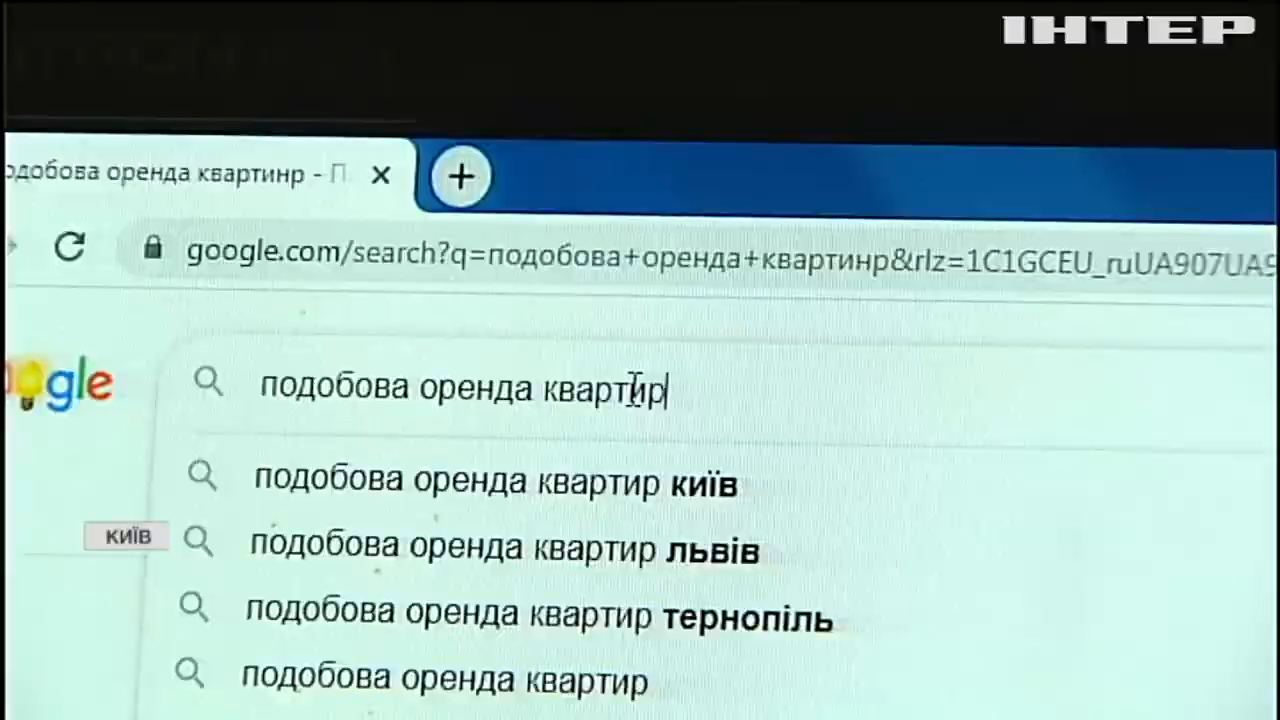 ІНТЕР
одобова оренда квартинр - П
google.com/search?q=подобова+оренда+квартинр&rlz=1C1GCEU_ruUA907UA9
gle
подобова оренда квартир
подобова оренда квартир київ
київ
подобова оренда квартир львів
подобова оренда квартир тернопіль
подобова оренда квартир